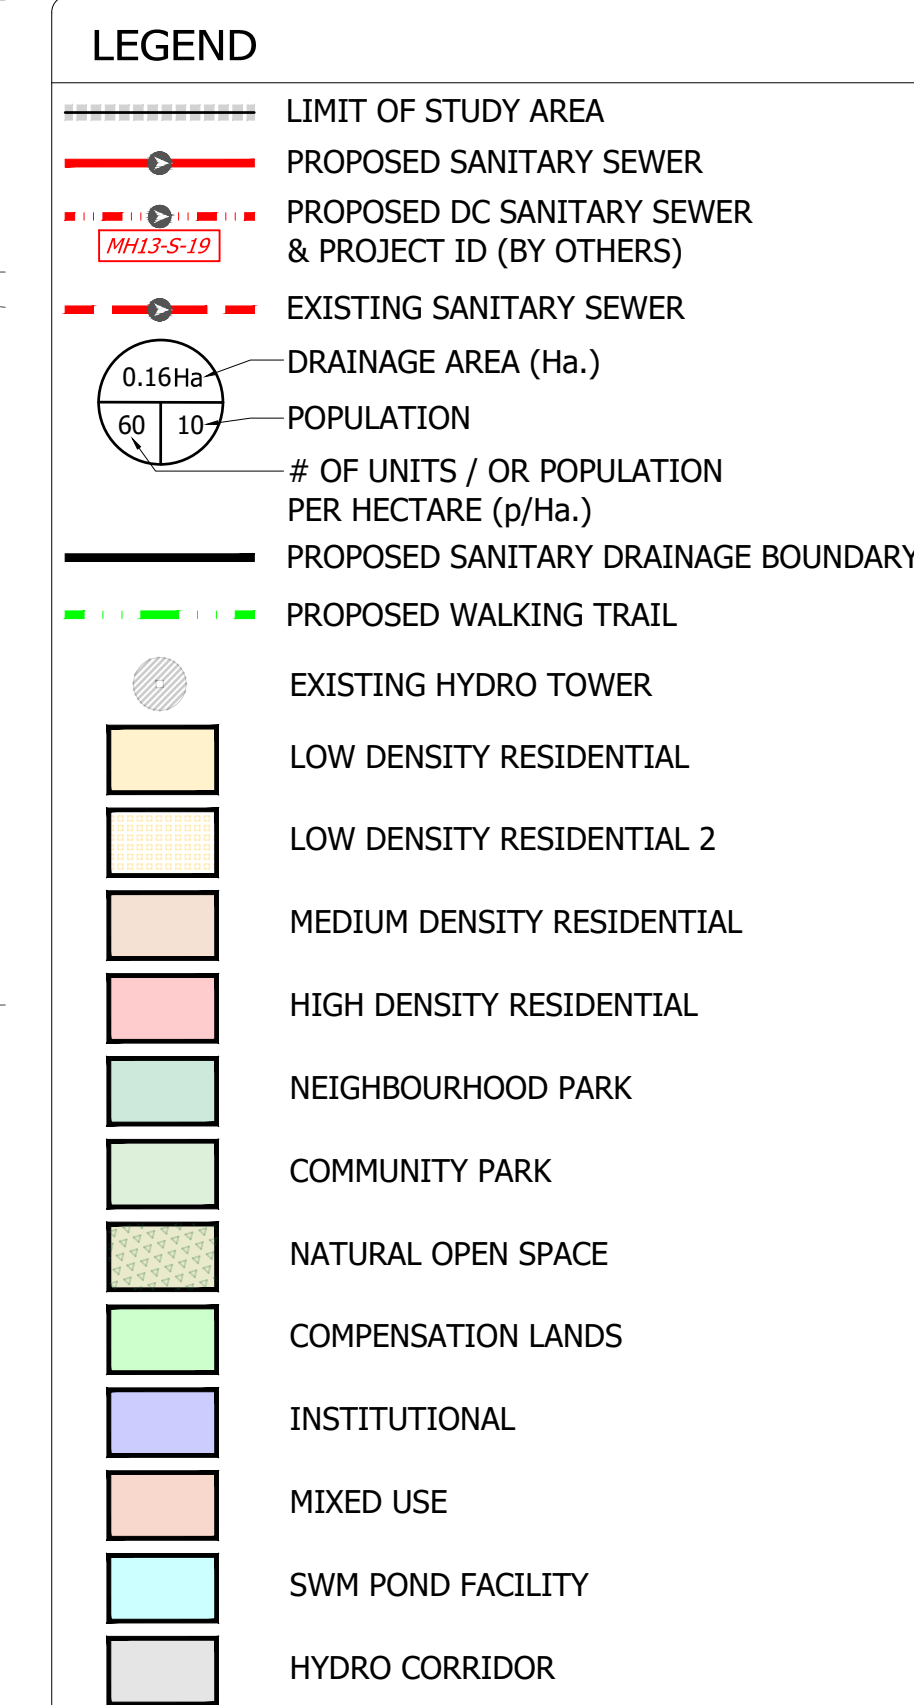 LEGEND
LIMIT OF STUDY AREA
PROPOSED SANITARY SEWER
PROPOSED DC SANITARY SEWER
& PROJECT ID (BY OTHERS)
MH13-S-19
EXISTING SANITARY SEWER
0.16Ha
DRAINAGE AREA (Ha.)
60 10
POPULATION
# OF UNITS / OR POPULATION
PER HECTARE (p/Ha.)
PROPOSED SANITARY DRAINAGE BOUNDARY
PROPOSED WALKING TRAIL
EXISTING HYDRO TOWER
LOW DENSITY RESIDENTIAL
LOW DENSITY RESIDENTIAL 2
MEDIUM DENSITY RESIDENTIAL
HIGH DENSITY RESIDENTIAL
NEIGHBOURHOOD PARK
COMMUNITY PARK
NATURAL OPEN SPACE
COMPENSATION LANDS
INSTITUTIONAL
MIXED USE
SWM POND FACILITY
HYDRO CORRIDOR